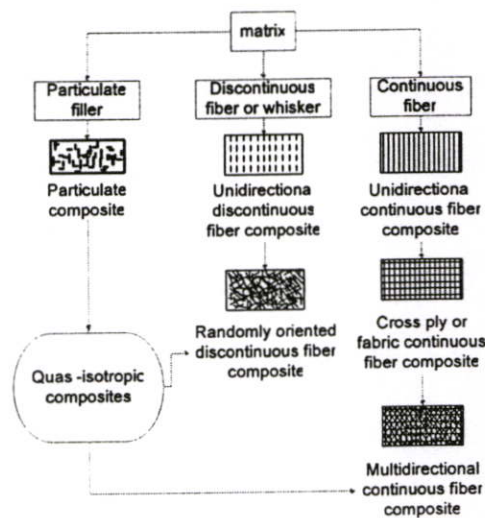 matrix
Particulate
filler
Discontinuous
fiber or whisker
Continuous
fiber
Particulate
composite
Unidirectiona
discontinuous
fiber composite
Unidirectiona
continuous fiber
composite
Randomly oriented
discontinuous fiber
composite
Cross ply or
fabric continuous
fiber composite
Quas -isotropic
composites
Multidirectional
continuous fiber
composite